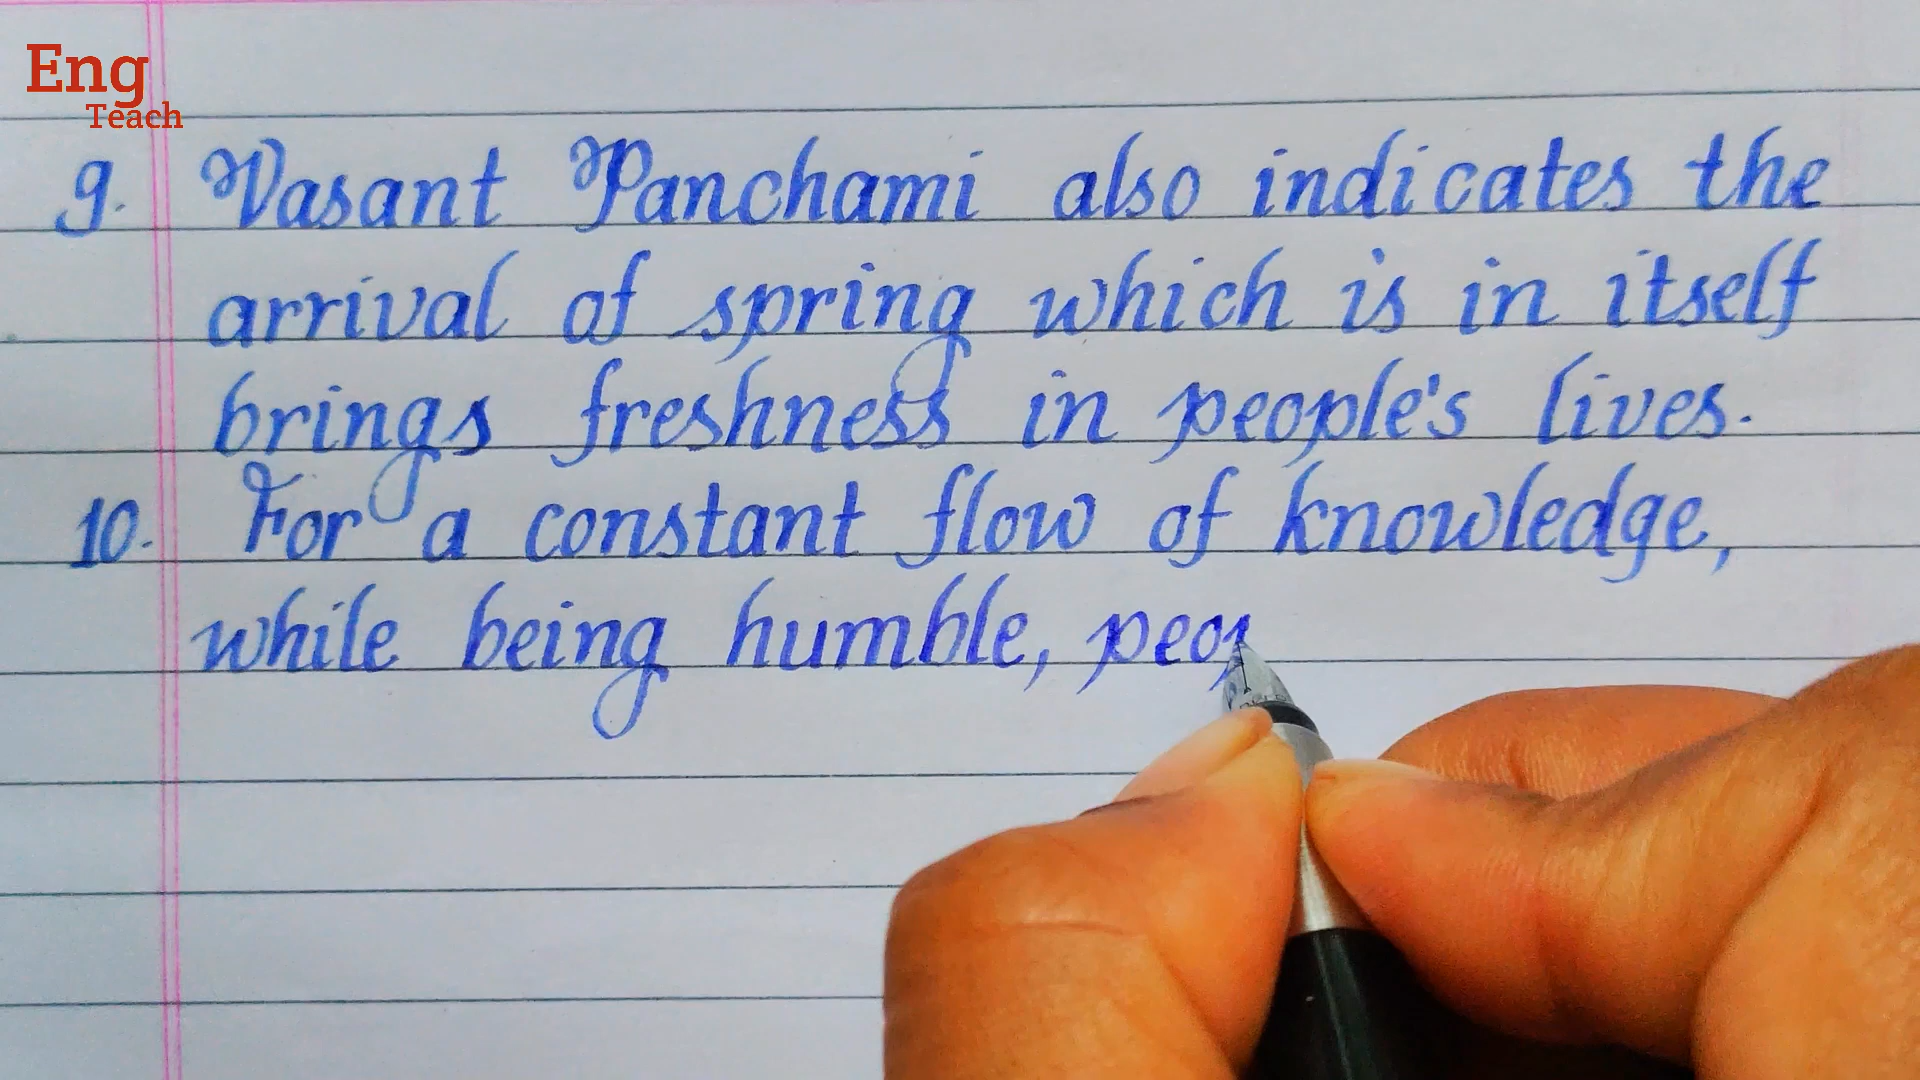 Eng
Teach
9. Vasant Panchami also indicates the
arrival of spring which is in itself
brings freshness in people's lives.
10. For a constant flow of knowledge,
while being humble, peop